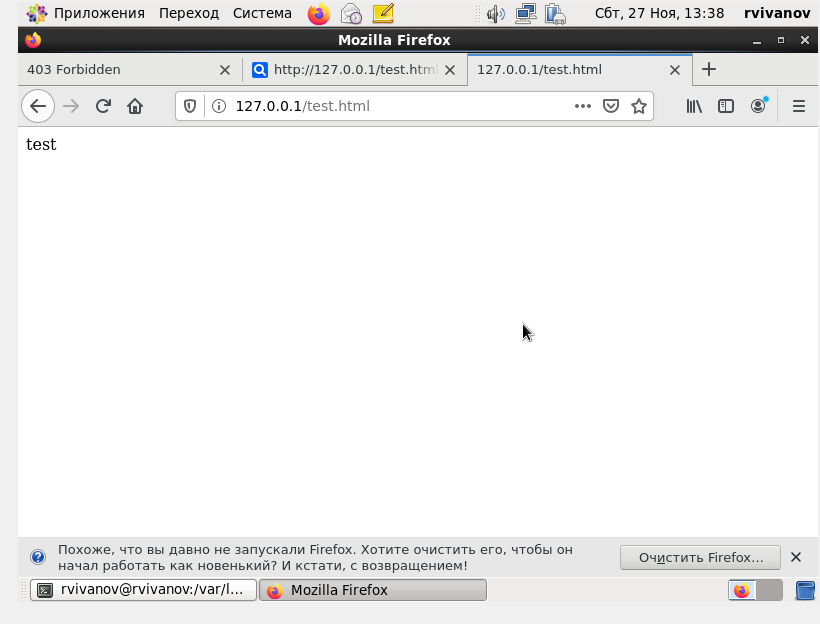 Приложения Переход Система Сбт, 27 Ноя, 13:38 rvivanov
Mozilla Firefox
403 Forbidden http://127.0.0.1/test.html 127.0.0.1/test.html
127.0.0.1/test.html
test
Похоже, что вы давно не запускали Firefox. Хотите очистить его, чтобы он
начал работать как новенький? И кстати, с возвращением!
Очистить Firefox...
rvivanov@rvivanov:/var/l... Mozilla Firefox